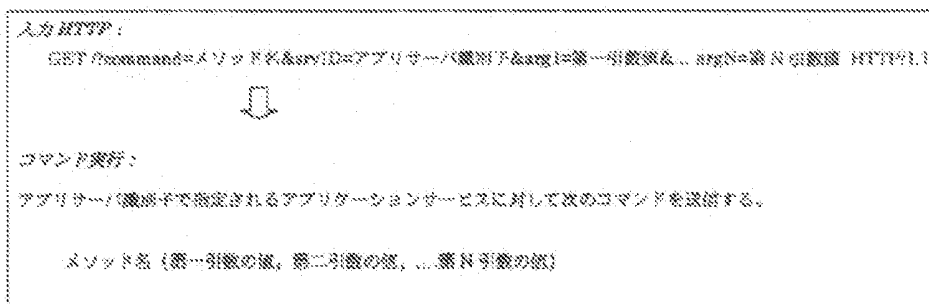 入力HTTP：
GET /?command=メソッド名&srvID=アプリサーバ識別子&arg1=第一引数値&... argN=第 N 引数値 HTTP/1.1
コマンド実行：
アプリサーバ識別子で指定されるアプリケーションサービスに対して次のコマンドを送信する。
メソッド名 (第一引数の値, 第二引数の値, ... 第 N 引数の値)